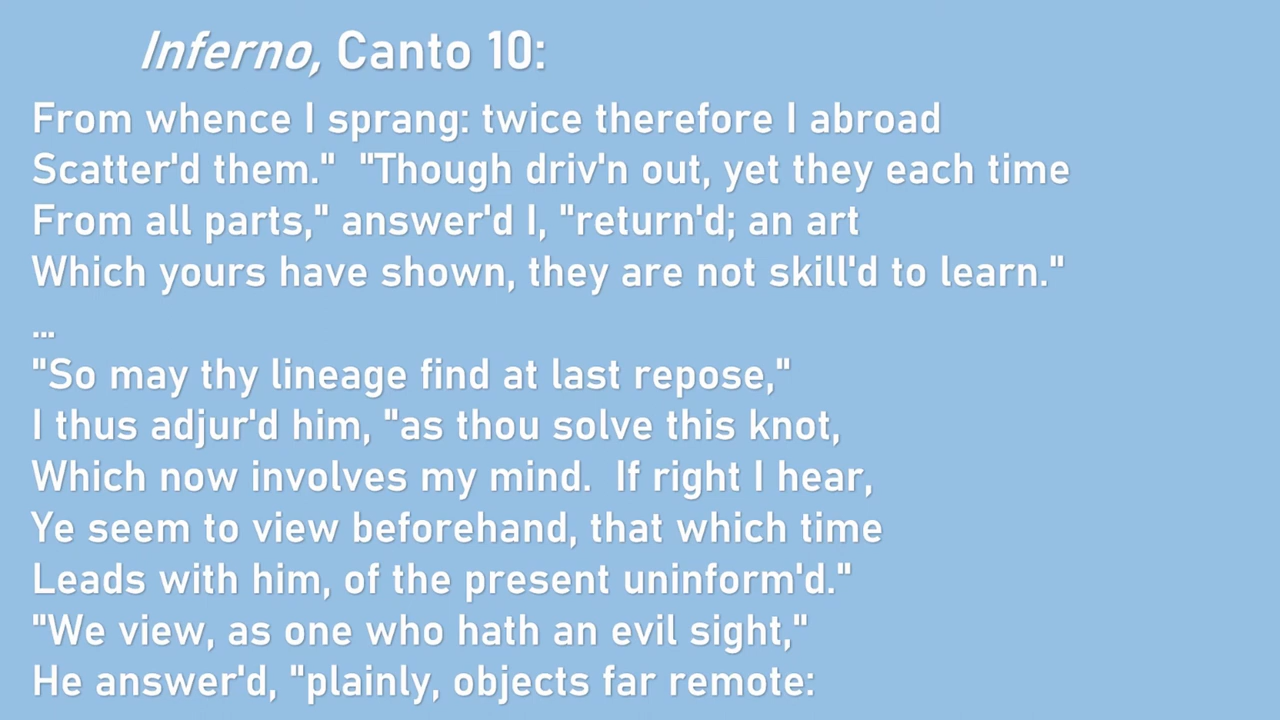 Inferno, Canto 10:
From whence I sprang: twice therefore I abroad
Scatter'd them."  "Though driv'n out, yet they each time
From all parts," answer'd I, "return'd; an art
Which yours have shown, they are not skill'd to learn."
...
"So may thy lineage find at last repose,"
I thus adjur'd him, "as thou solve this knot,
Which now involves my mind.  If right I hear,
Ye seem to view beforehand, that which time
Leads with him, of the present uninform'd."
"We view, as one who hath an evil sight,"
He answer'd, "plainly, objects far remote: